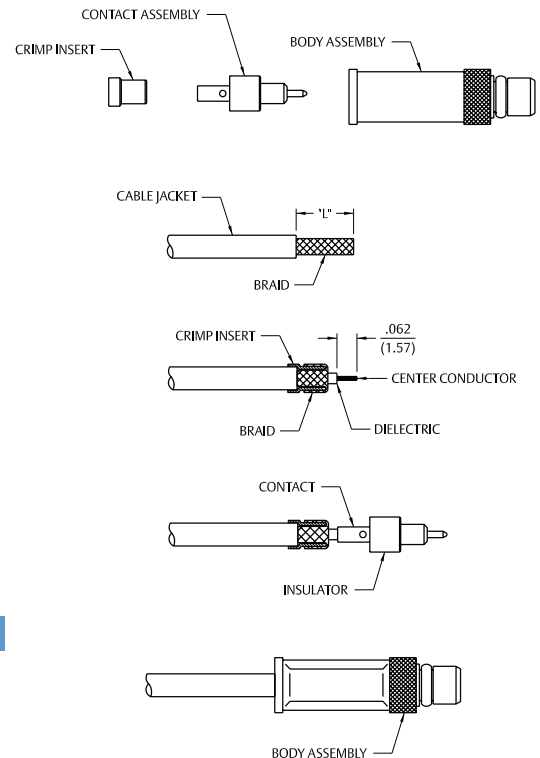 CONTACT ASSEMBLY
BODY ASSEMBLY
CRIMP INSERT
CABLE JACKET
"L"
BRAID
CRIMP INSERT
.062
(1.57)
CENTER CONDUCTOR
BRAID
DIELECTRIC
CONTACT
INSULATOR
BODY ASSEMBLY